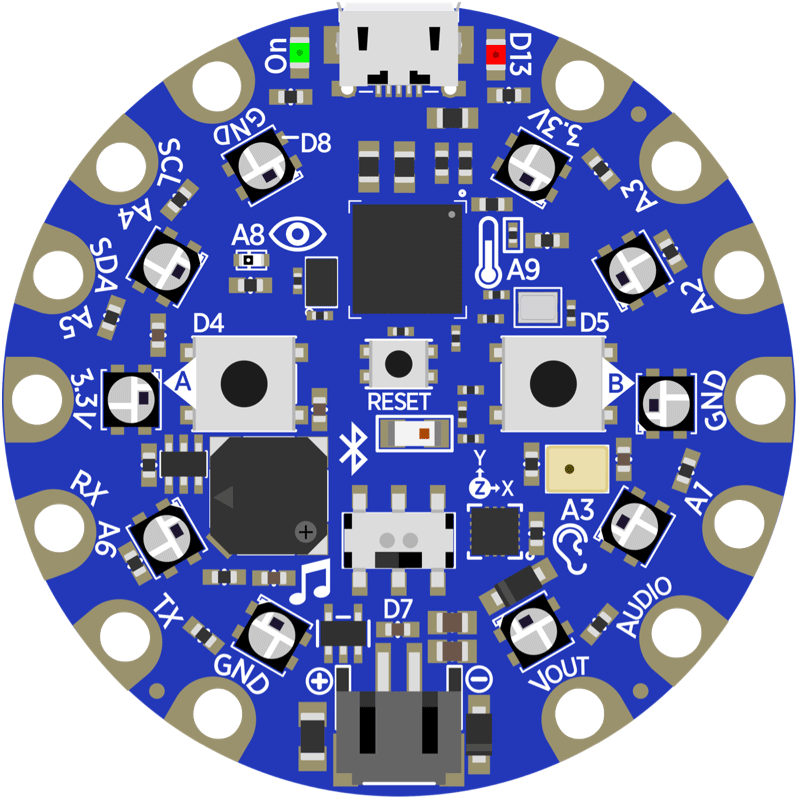 On
D13
GND
D8
3.3V
SCL
A4
A3
A8
A9
SDA
A5
A2
D4
D5
3.3V
A
B
GND
RESET
RX
A6
Y
Z
X
A3
A1
TX
D7
AUDIO
GND
VOUT